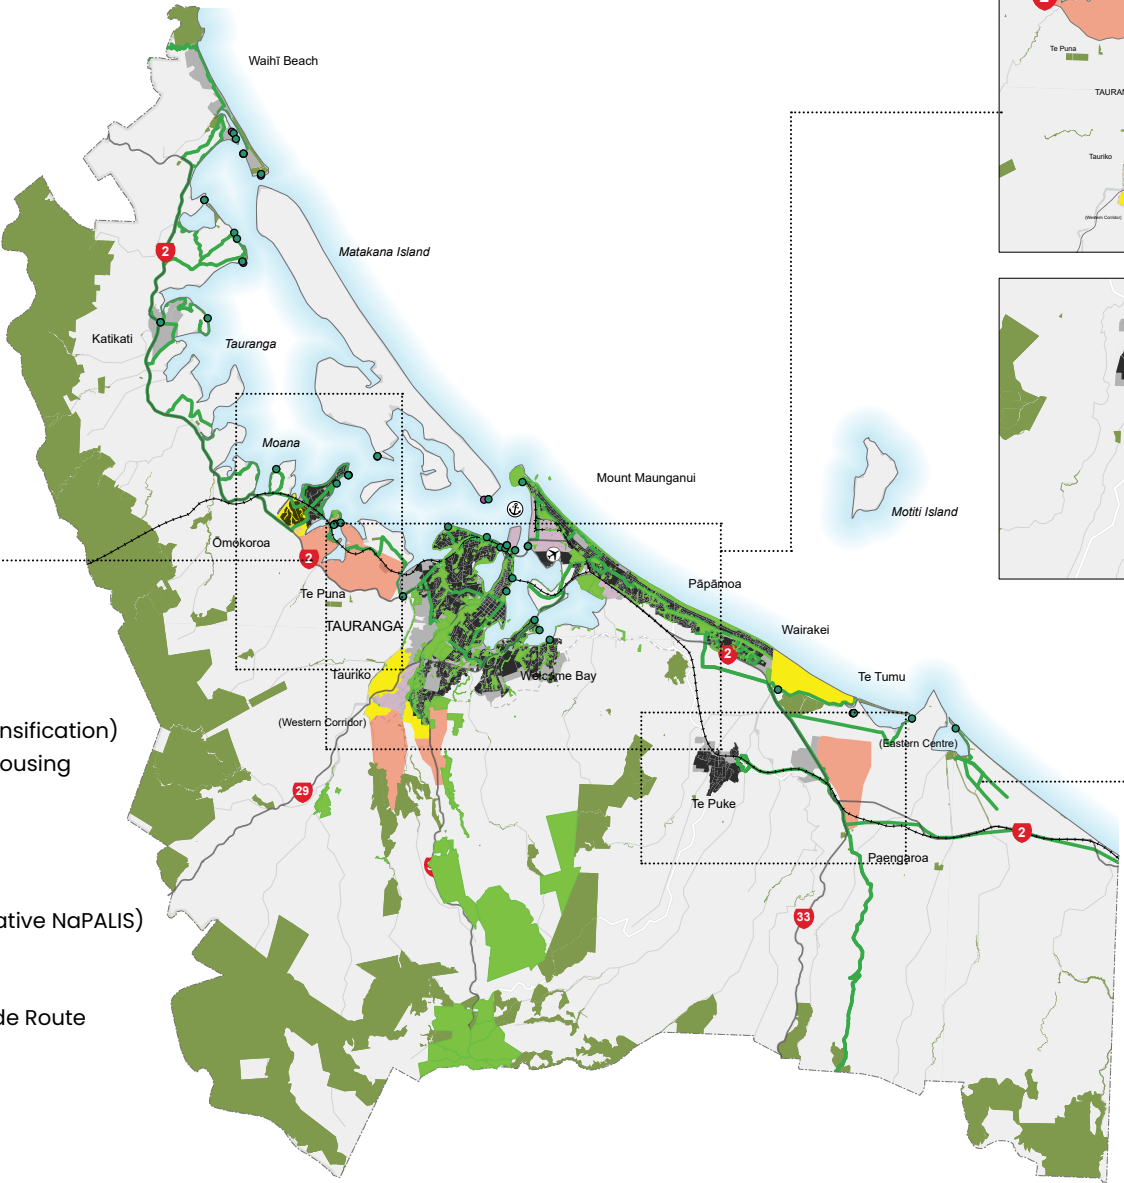 Te Puna
TAURAN
Tauriko
(Western Corridor)
Waihī Beach
2
Matakana Island
Katikati
Tauranga
Moana
Mount Maunganui
Motiti Island
Ōmokoroa
2
Te Puna
Pāpāmoa
TAURANGA
Wairakei
2
Tauriko
Welcome Bay
Te Tumu
(Western Corridor)
nsification)
(Eastern Centre)
ousing
29
Te Puke
2
Paengaroa
33
ative NaPALIS)
de Route